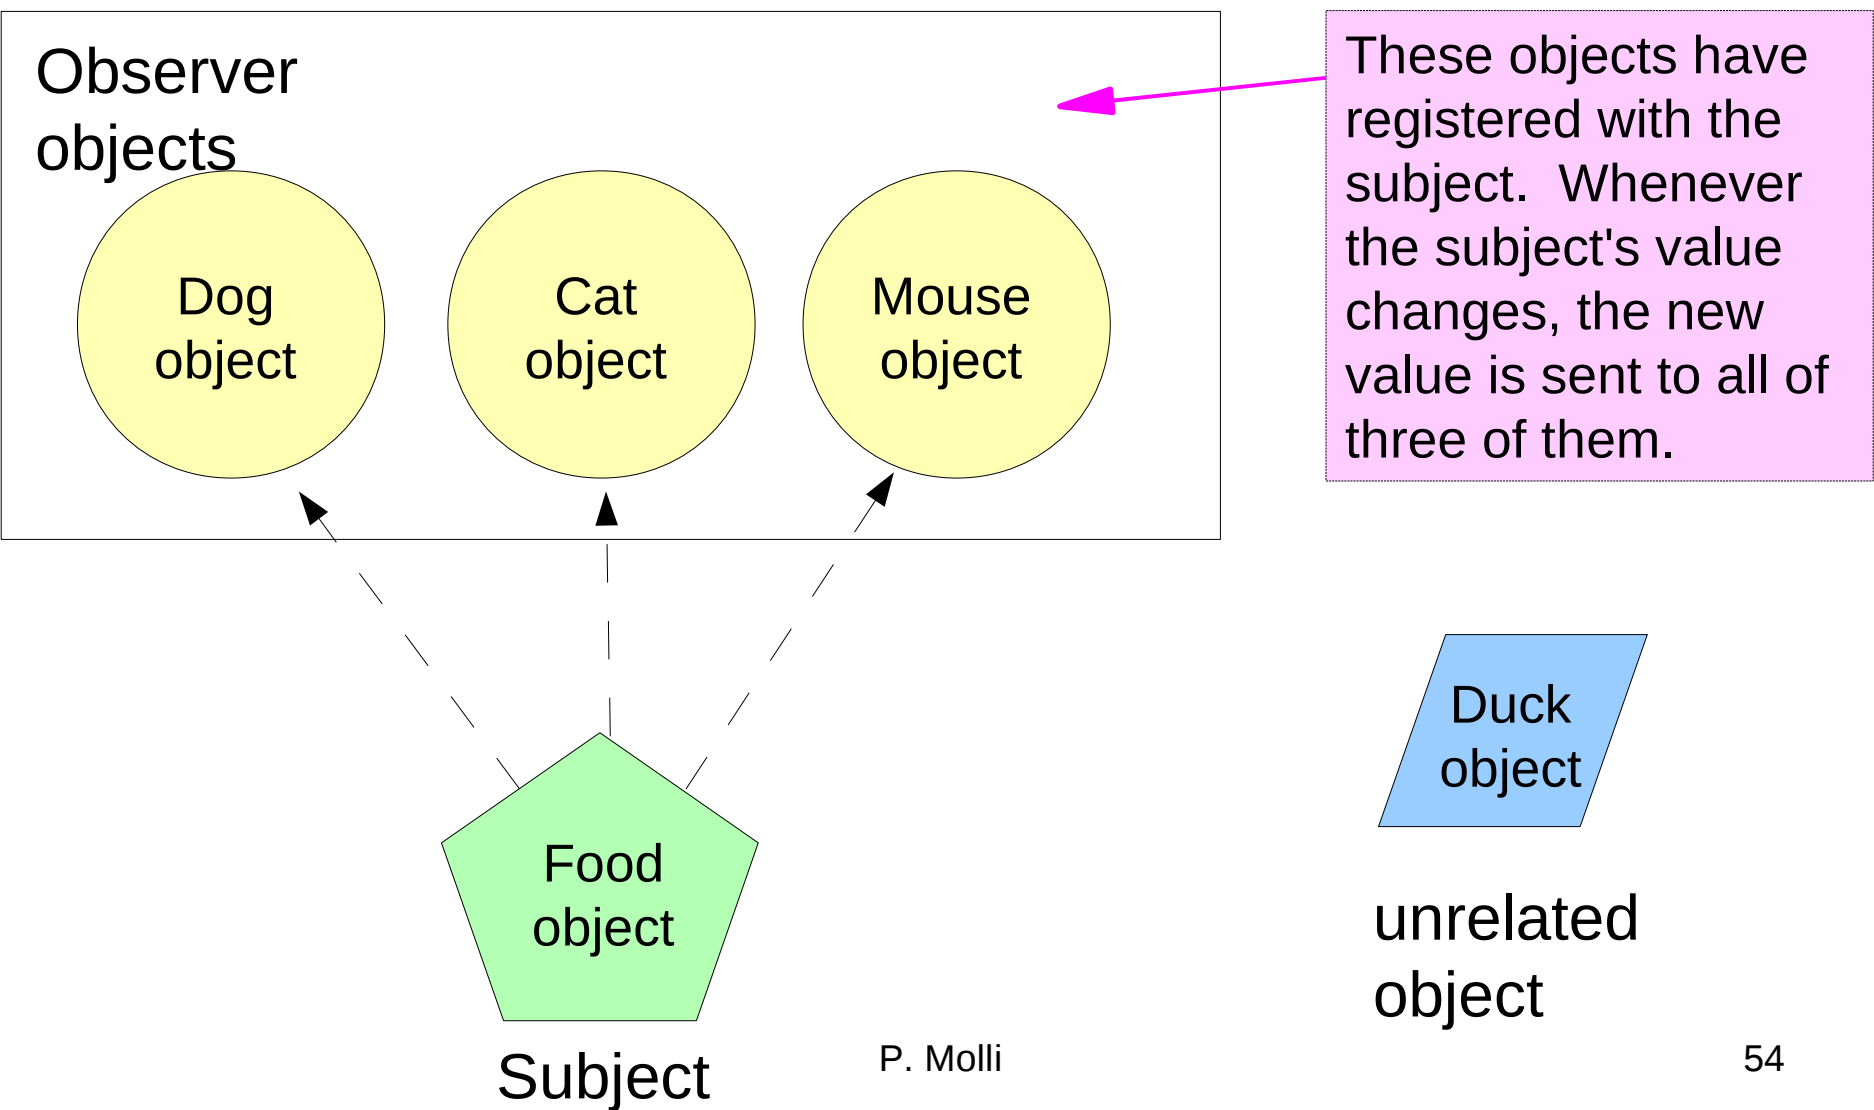 Observer
objects
Dog
object
Cat
object
Mouse
object
These objects have
registered with the
subject.  Whenever
the subject's value
changes, the new
value is sent to all of
three of them.
Food
object
Subject
Duck
object
unrelated
object
P. Molli
54